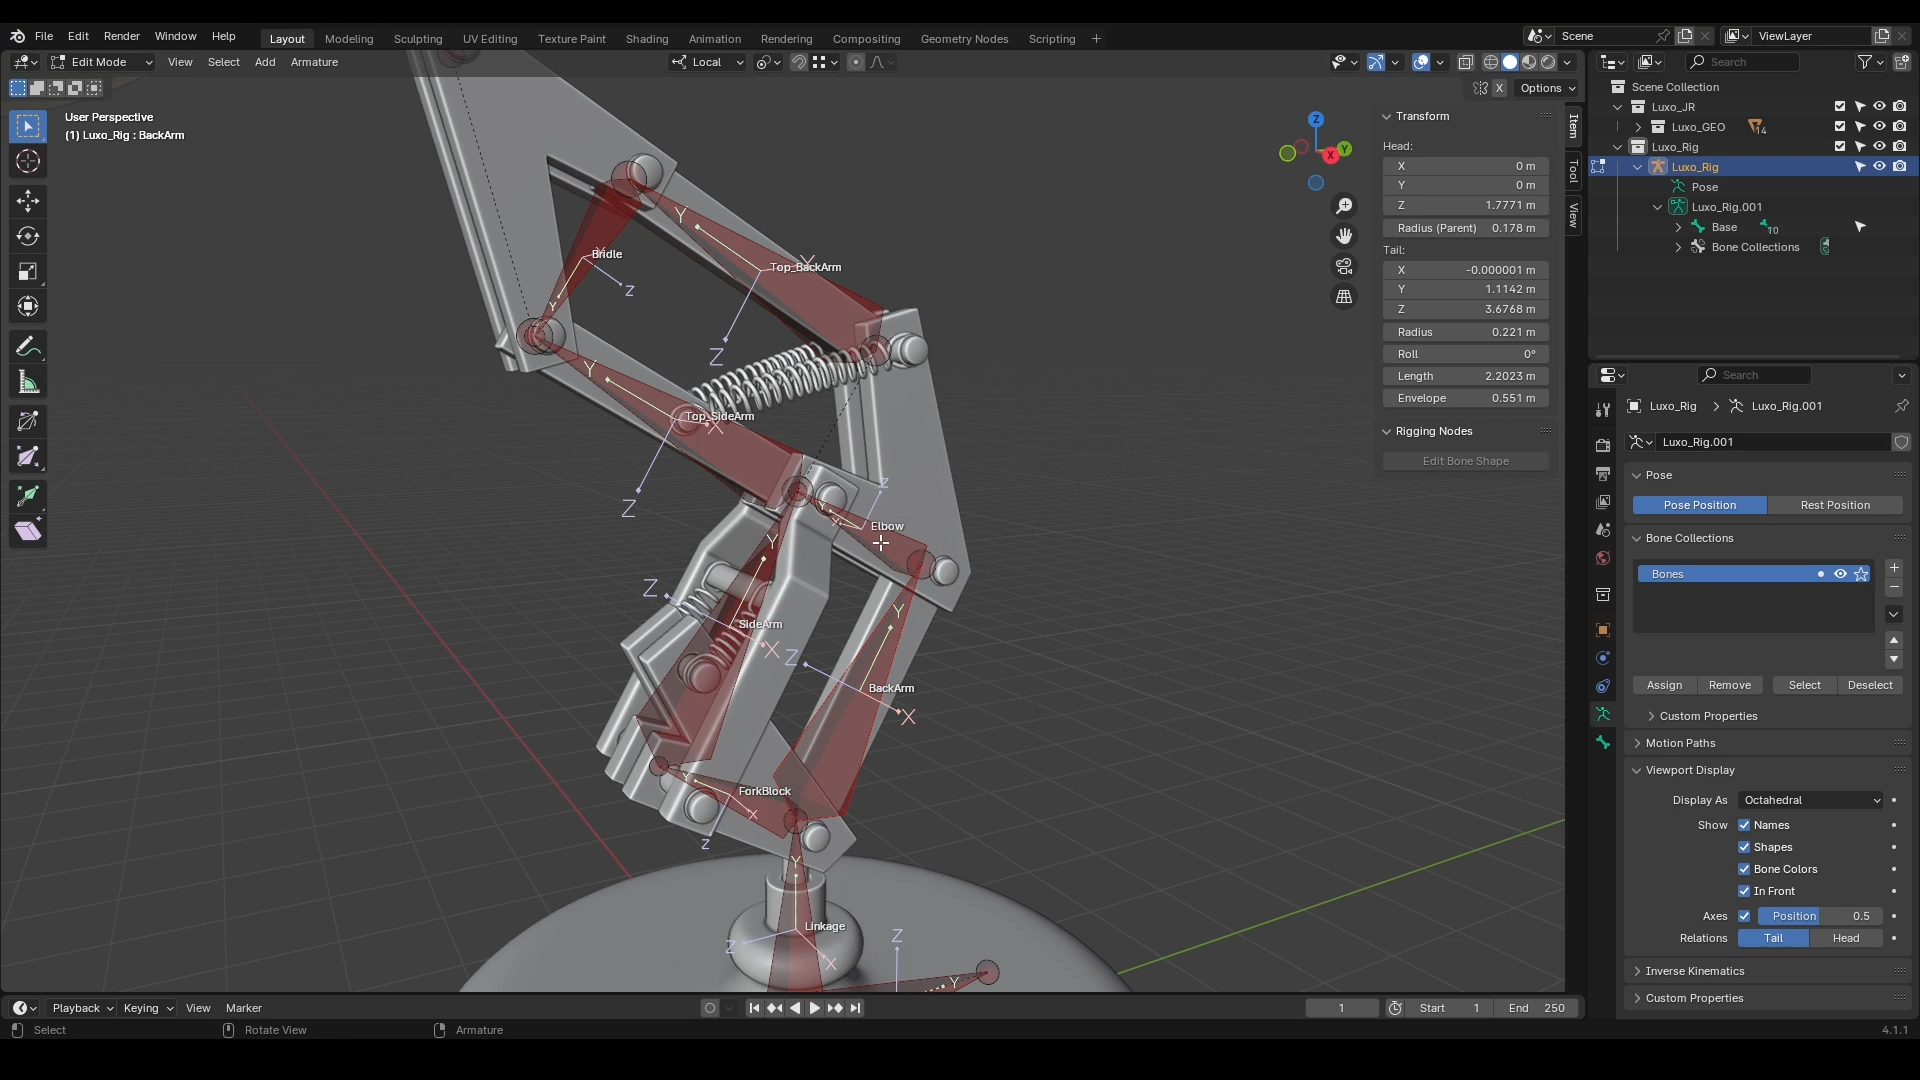 File Edit Render Window Help Layout Modeling Sculpting UV Editing Texture Paint Shading Animation Rendering Compositing Geometry Nodes Scripting Scene ViewLayer
Edit Mode View Select Add Armature Local Search
X Options
User Perspective
(1) Luxo_Rig : BackArm
Z
Y
X
Item
Tool
View
Transform
Head:
X 0 m
Y 0 m
Z 1.7771 m
Radius (Parent) 0.178 m
Tail:
X -0.000001 m
Y 1.1142 m
Z 3.6768 m
Radius 0.221 m
Roll 0°
Length 2.2023 m
Envelope 0.551 m
Rigging Nodes
Edit Bone Shape
Scene Collection
Luxo_JR
Luxo_GEO 14
Luxo_Rig
Luxo_Rig
Pose
Luxo_Rig.001
Base 10
Bone Collections
Y
Bridle X
Z
Y
Top_BackArm X
Z
Y
Top_SideArm
X
Z
Z
Y
X
Elbow
Y
Z
SideArm
X
Y
Z
BackArm
X
Y
ForkBlock
X
Z
Y
Linkage
Z
X
Z
Y
Search
Luxo_Rig Luxo_Rig.001
Luxo_Rig.001
Pose
Pose Position Rest Position
Bone Collections
Bones
Assign Remove Select Deselect
Custom Properties
Motion Paths
Viewport Display
Display As Octahedral
Show Names
Shapes
Bone Colors
In Front
Axes Position 0.5
Relations Tail Head
Inverse Kinematics
Custom Properties
Playback Keying View Marker 1 Start 1 End 250
Select Rotate View Armature 4.1.1